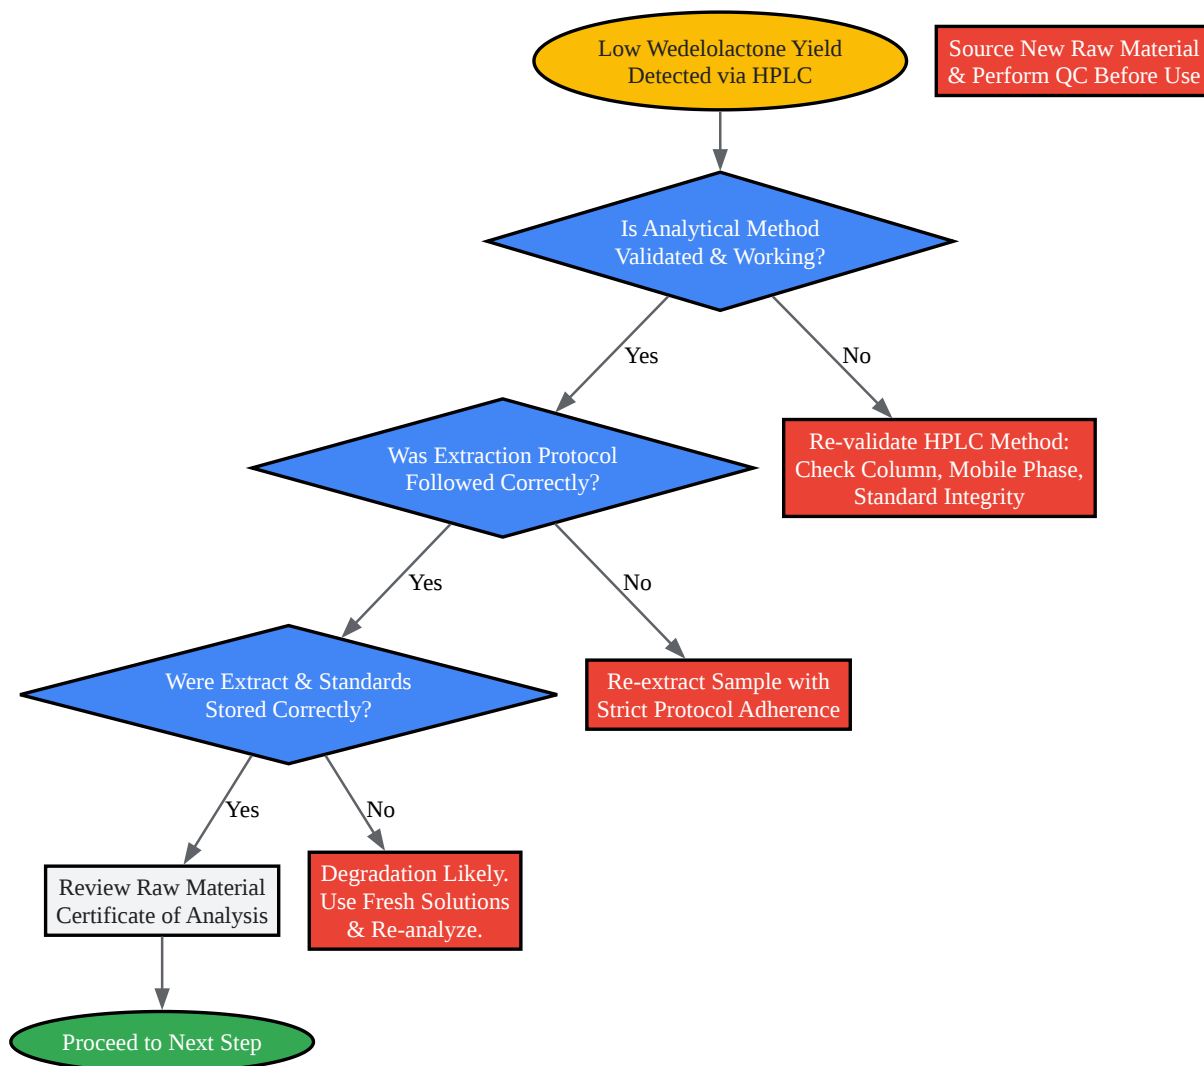 Low Wedelolactone Yield
Detected via HPLC
Source New Raw Material
& Perform QC Before Use
Is Analytical Method
Validated & Working?
Yes
No
Was Extraction Protocol
Followed Correctly?
Re-validate HPLC Method:
Check Column, Mobile Phase,
Standard Integrity
Yes
No
Were Extract & Standards
Stored Correctly?
Re-extract Sample with
Strict Protocol Adherence
Yes
No
Review Raw Material
Certificate of Analysis
Degradation Likely.
Use Fresh Solutions
& Re-analyze.
Proceed to Next Step